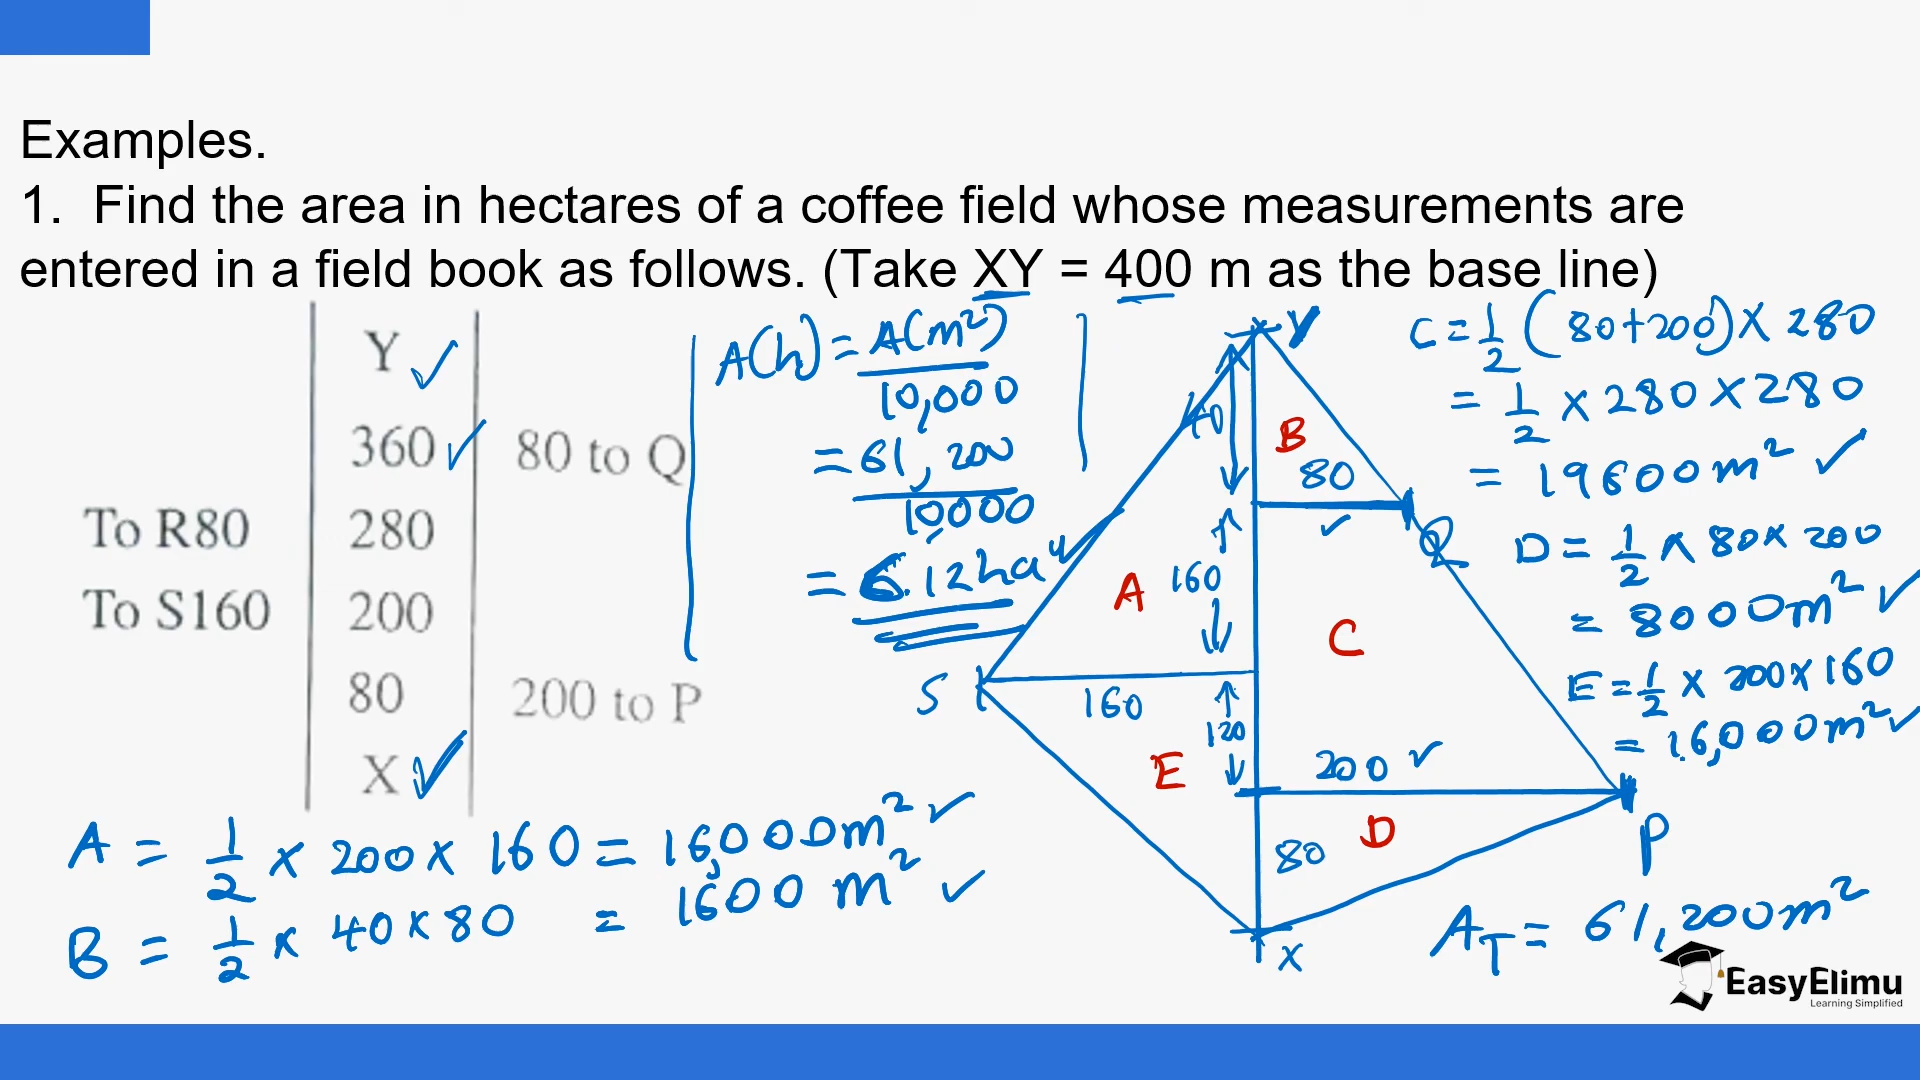 Examples.
1. Find the area in hectares of a coffee field whose measurements are
entered in a field book as follows. (Take XY = 400 m as the base line)
Y
360 80 to Q
To R80 280
To S160 200
80 200 to P
X
A(h) = A(m²)
10,000
= 61,200
10,000
= 6.12ha
A = 1/2 x 200 x 160 = 16,000m²
B = 1/2 x 40 x 80 = 1600 m²
Y
40
B
80
Q
A
160
C
S
160
120
E
200
P
D
80
X
C = 1/2 (80+200) x 280
= 1/2 x 280 x 280
= 19600m²
D = 1/2 x 80 x 200
= 8000m²
E = 1/2 x 200 x 160
= 16,000m²
A_T = 61,200m²
EasyElimu
Learning Simplified